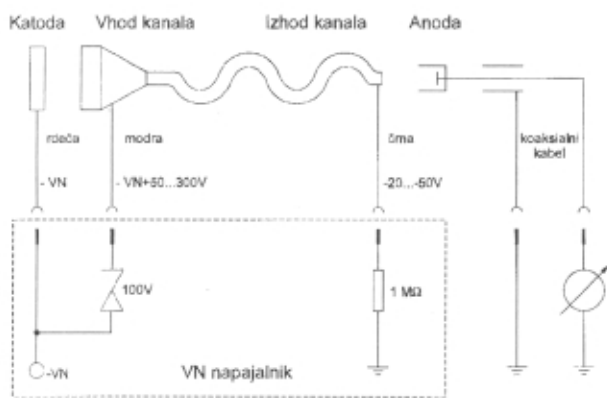 Katoda Vhod kanala Izhod kanala Anoda
rdeča modra črna koaksialni
kabel
- VN - VN+50...300V -20...-50V
100V 1 MΩ
-VN VN napajalnik